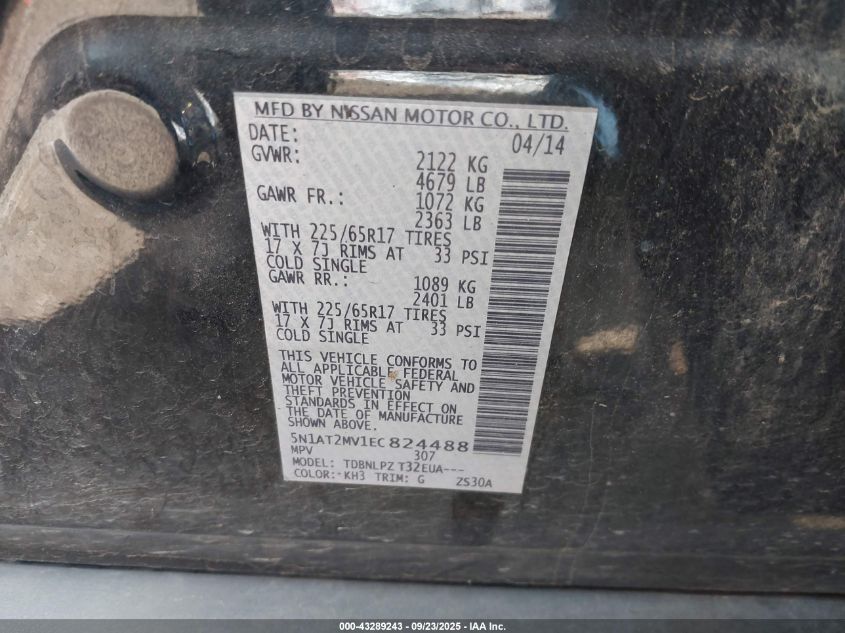 MFD BY NISSAN MOTOR CO., LTD.
DATE: 04/14
GVWR: 2122 KG
4679 LB
GAWR FR.: 1072 KG
2363 LB
WITH 225/65R17 TIRES
17 X 7J RIMS AT 33 PSI
COLD SINGLE
GAWR RR.: 1089 KG
2401 LB
WITH 225/65R17 TIRES
17 X 7J RIMS AT 33 PSI
COLD SINGLE
THIS VEHICLE CONFORMS TO
ALL APPLICABLE FEDERAL
MOTOR VEHICLE SAFETY AND
THEFT PREVENTION
STANDARDS IN EFFECT ON
THE DATE OF MANUFACTURE
SHOWN ABOVE.
5N1AT2MV1EC824488
MPV 307
MODEL: TDBNLPZ T32EUA---
COLOR: KH3 TRIM: G ZS30A
000-43289243 - 09/23/2025 - IAA Inc.